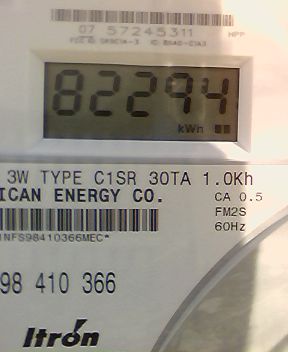 07 57245311
HPP
82294
kWh
3W TYPE C1SR 30TA 1.0Kh
ICAN ENERGY CO.
CA 0.5
FM2S
60Hz
INFS98410366MEC*
98 410 366
Itron